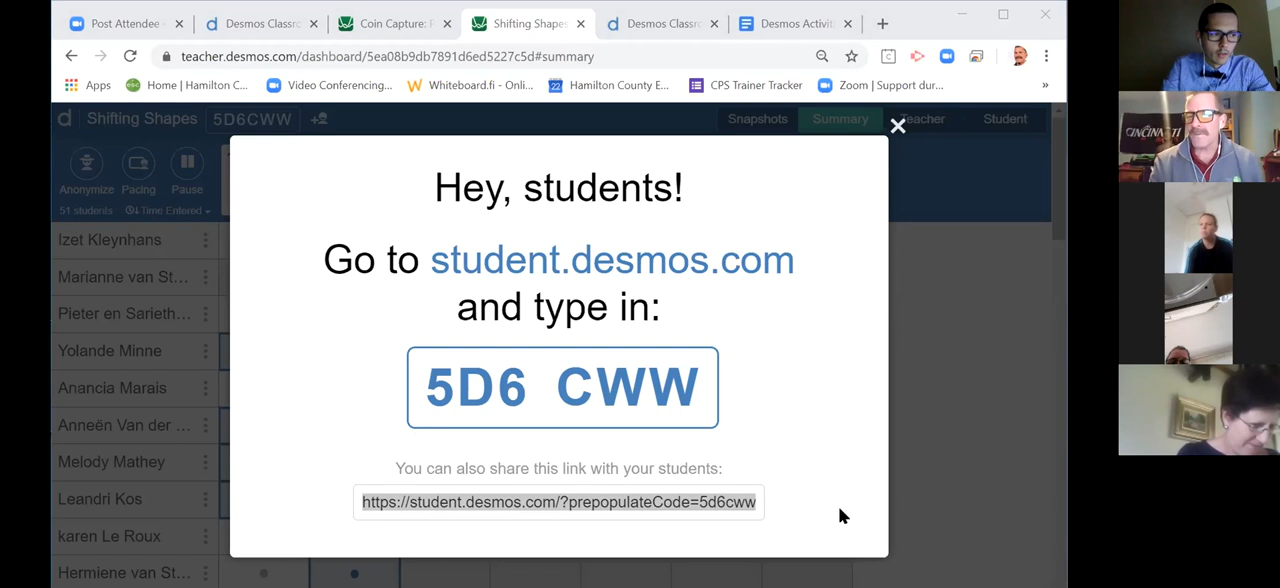 Post Attendee
Desmos Classr
Coin Capture: F
Shifting Shapes
Desmos Classr
Desmos Activit
teacher.desmos.com/dashboard/5ea08b9db7891d6ed5227c5d#summary
Apps
Home | Hamilton C...
Video Conferencing...
Whiteboard.fi - Onli...
Hamilton County E...
CPS Trainer Tracker
Zoom | Support dur...
Shifting Shapes 5D6CWW
Snapshots Summary Teacher Student
Anonymize Pacing Pause
51 students Time Entered
Hey, students!
Go to student.desmos.com
and type in:
5D6 CWW
You can also share this link with your students:
https://student.desmos.com/?prepopulateCode=5d6cww
Izet Kleynhans
Marianne van St...
Pieter en Sarieth...
Yolande Minne
Anancia Marais
Anneën Van der ...
Melody Mathey
Leandri Kos
karen Le Roux
Hermiene van St...
CINCINNATI